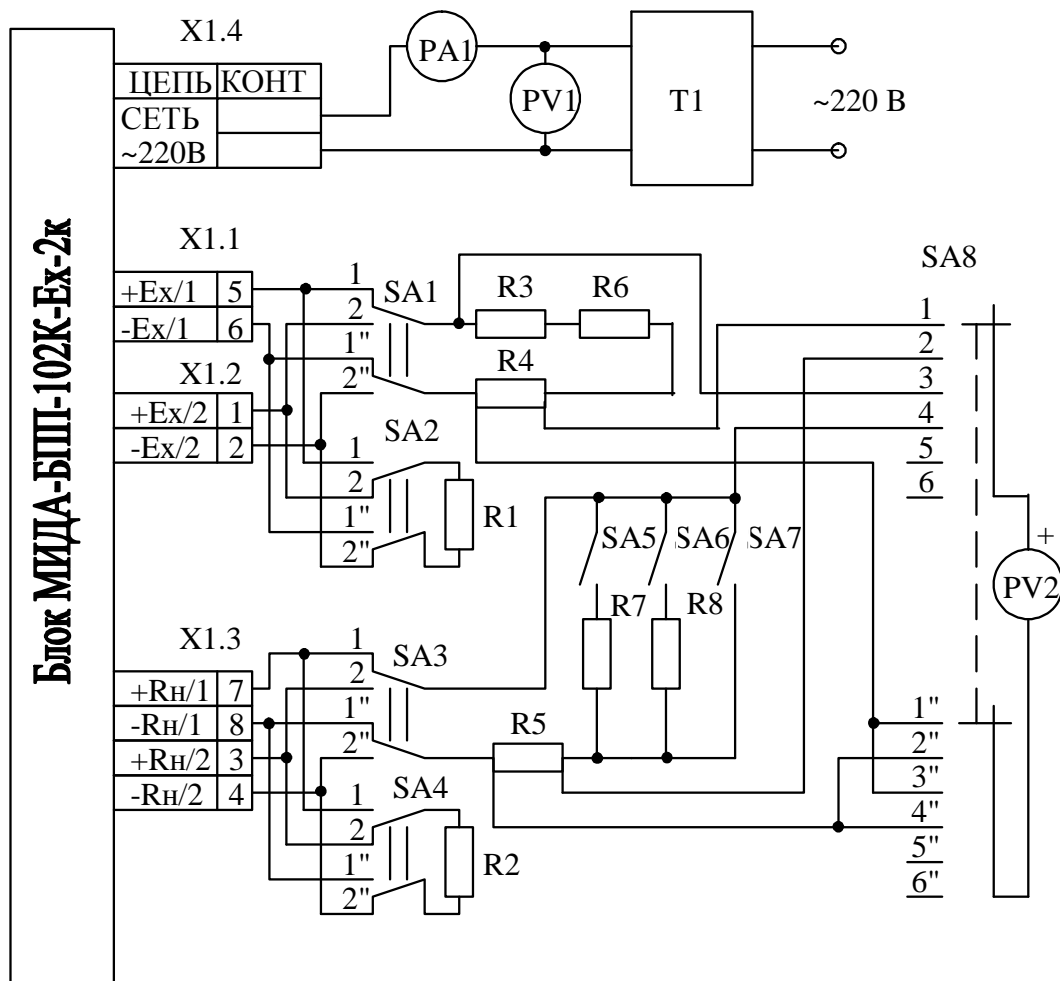 Блок МИДА-БПП-102К-Ех-2к
X1.4
ЦЕПЬ КОНТ
СЕТЬ
~220В
PA1
PV1
T1
~220 В
X1.1
+Ex/1 5
-Ex/1 6
X1.2
+Ex/2 1
-Ex/2 2
1
2
1"
2"
SA1
R3
R6
R4
SA2
1
2
1"
2"
R1
SA8
1
2
3
4
5
6
SA5
SA6
SA7
R7
R8
+
PV2
X1.3
+Rн/1 7
-Rн/1 8
+Rн/2 3
-Rн/2 4
1
2
1"
2"
SA3
R5
SA4
1
2
1"
2"
R2
1"
2"
3"
4"
5"
6"